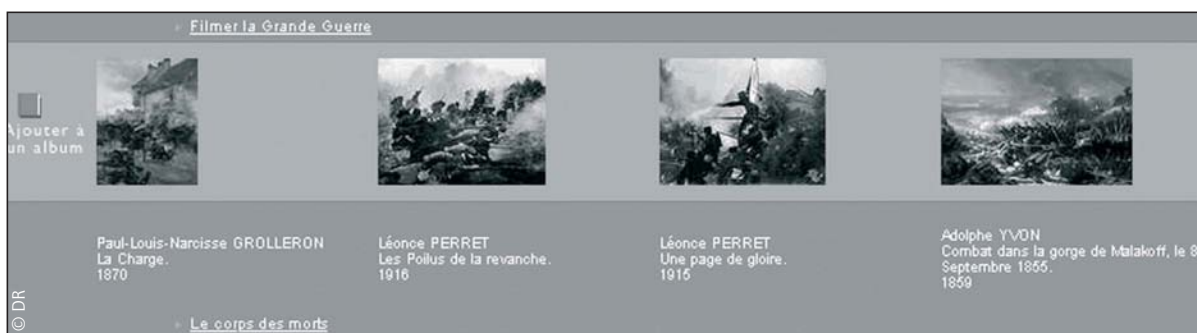 Filmer la Grande Guerre
Ajouter à
un album
Paul-Louis-Narcisse GROLLERON
La Charge.
1870
Léonce PERRET
Les Poilus de la revanche.
1916
Léonce PERRET
Une page de gloire.
1915
Adolphe YVON
Combat dans la gorge de Malakoff, le 8
Septembre 1855.
1859
© DR
Le corps des morts